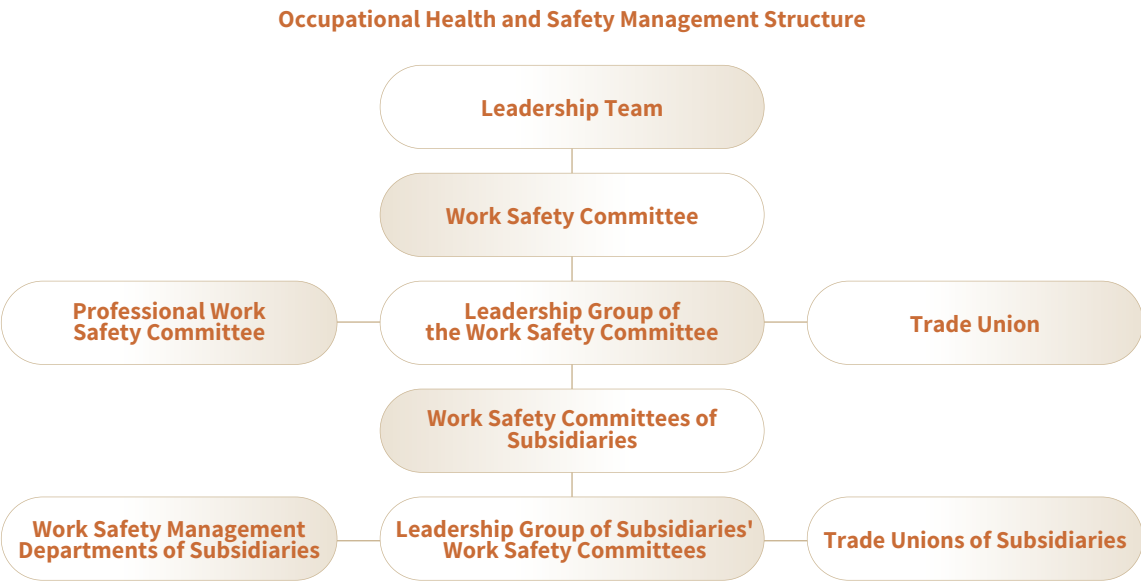 Occupational Health and Safety Management Structure
Leadership Team
Work Safety Committee
Professional Work
Safety Committee
Leadership Group of
the Work Safety Committee
Trade Union
Work Safety Committees of
Subsidiaries
Work Safety Management
Departments of Subsidiaries
Leadership Group of Subsidiaries'
Work Safety Committees
Trade Unions of Subsidiaries